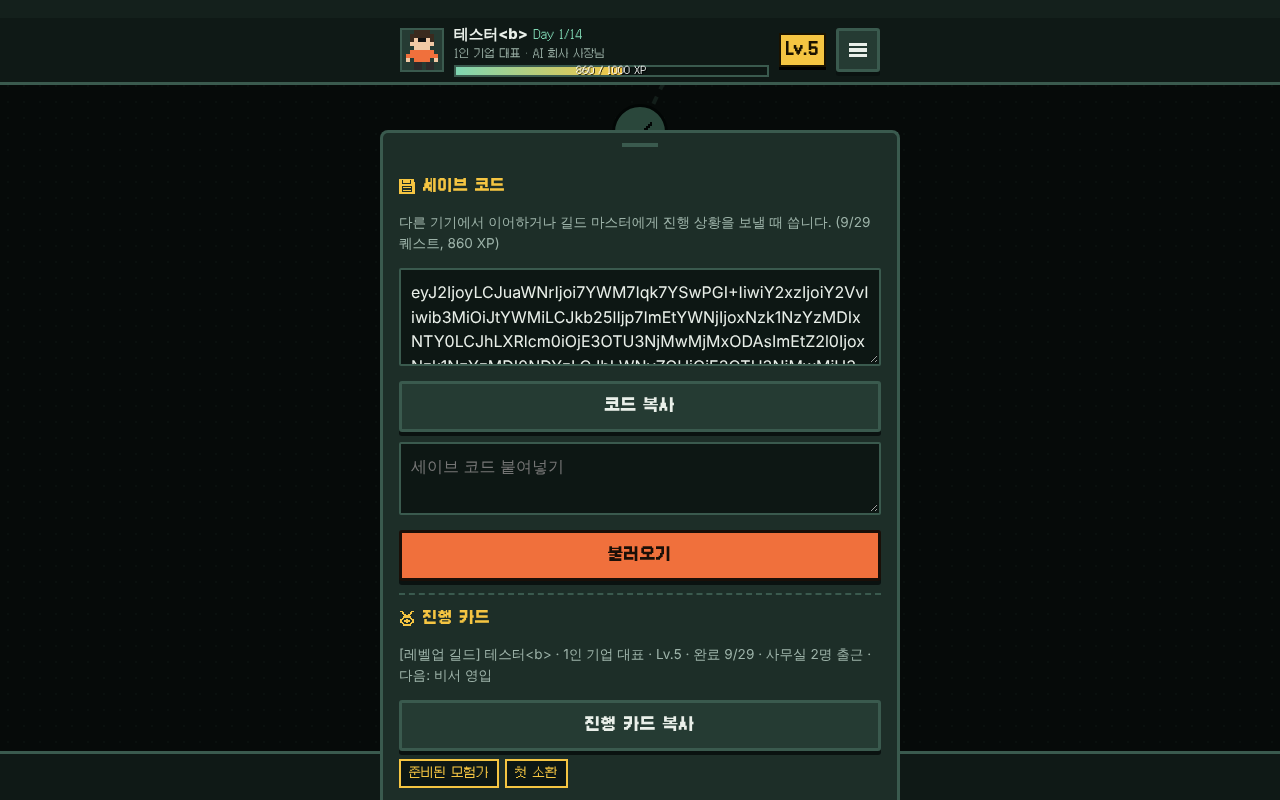 테스터<b> Day 1/14
1인 기업 대표 · AI 회사 사장님
860 / 1000 XP
Lv.5
세이브 코드
다른 기기에서 이어하거나 길드 마스터에게 진행 상황을 보낼 때 씁니다. (9/29
퀘스트, 860 XP)
코드 복사
세이브 코드 붙여넣기
불러오기
진행 카드
[레벨업 길드] 테스터<b> · 1인 기업 대표 · Lv.5 · 완료 9/29 · 사무실 2명 출근 ·
다음: 비서 영입
진행 카드 복사
준비된 모험가
첫 소환